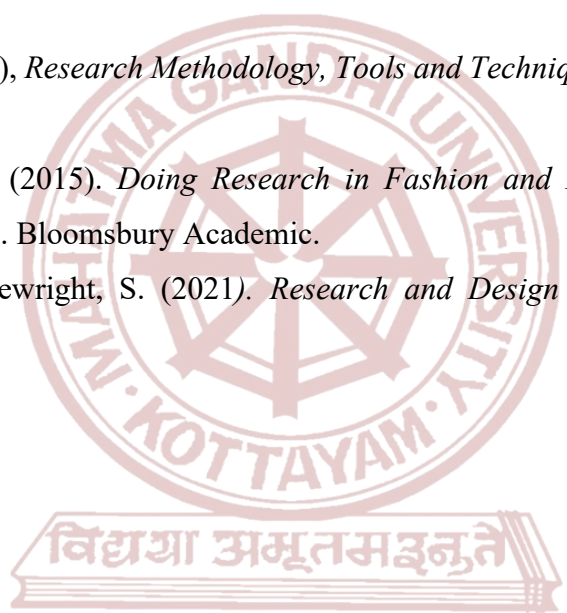 ), Research Methodology, Tools and Techniq
(2015). Doing Research in Fashion and
. Bloomsbury Academic.
ewright, S. (2021). Research and Design
MAHATMA GANDHI UNIVERSITY
• KOTTAYAM •
विद्यया अमृतमश्नुते